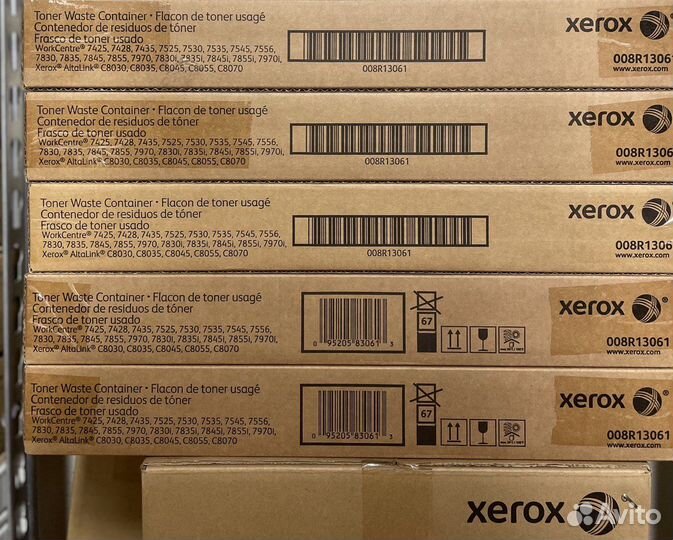 Toner Waste Container • Flacon de toner usagé
Contenedor de residuos de tóner
Frasco de toner usado
WorkCentre® 7425, 7428, 7435, 7525, 7530, 7535, 7545, 7556,
7830, 7835, 7845, 7855, 7970, 7830i, 7835i, 7845i, 7855i, 7970i,
Xerox® AltaLink® C8030, C8035, C8045, C8055, C8070
008R13061
xerox
008R13061
www.xerox.com
Toner Waste Container • Flacon de toner usagé
Contenedor de residuos de tóner
Frasco de toner usado
WorkCentre® 7425, 7428, 7435, 7525, 7530, 7535, 7545, 7556,
7830, 7835, 7845, 7855, 7970, 7830i, 7835i, 7845i, 7855i, 7970i,
Xerox® AltaLink® C8030, C8035, C8045, C8055, C8070
008R13061
xerox
008R1306
www.xerox.com
Toner Waste Container • Flacon de toner usagé
Contenedor de residuos de tóner
Frasco de toner usado
WorkCentre® 7425, 7428, 7435, 7525, 7530, 7535, 7545, 7556,
7830, 7835, 7845, 7855, 7970, 7830i, 7835i, 7845i, 7855i, 7970i,
Xerox® AltaLink® C8030, C8035, C8045, C8055, C8070
008R13061
xerox
008R1306
www.xerox.com
Toner Waste Container • Flacon de toner usagé
Contenedor de residuos de tóner
Frasco de toner usado
WorkCentre® 7425, 7428, 7435, 7525, 7530, 7535, 7545, 7556,
7830, 7835, 7845, 7855, 7970, 7830i, 7835i, 7845i, 7855i, 7970i,
Xerox® AltaLink® C8030, C8035, C8045, C8055, C8070
0 95205 83061 3
67
xerox
008R13061
www.xerox.com
Toner Waste Container • Flacon de toner usagé
Contenedor de residuos de tóner
Frasco de toner usado
WorkCentre® 7425, 7428, 7435, 7525, 7530, 7535, 7545, 7556,
7830, 7835, 7845, 7855, 7970, 7830i, 7835i, 7845i, 7855i, 7970i,
Xerox® AltaLink® C8030, C8035, C8045, C8055, C8070
0 95205 83061 3
67
xerox
008R13061
www.xerox.com
xerox
Avito